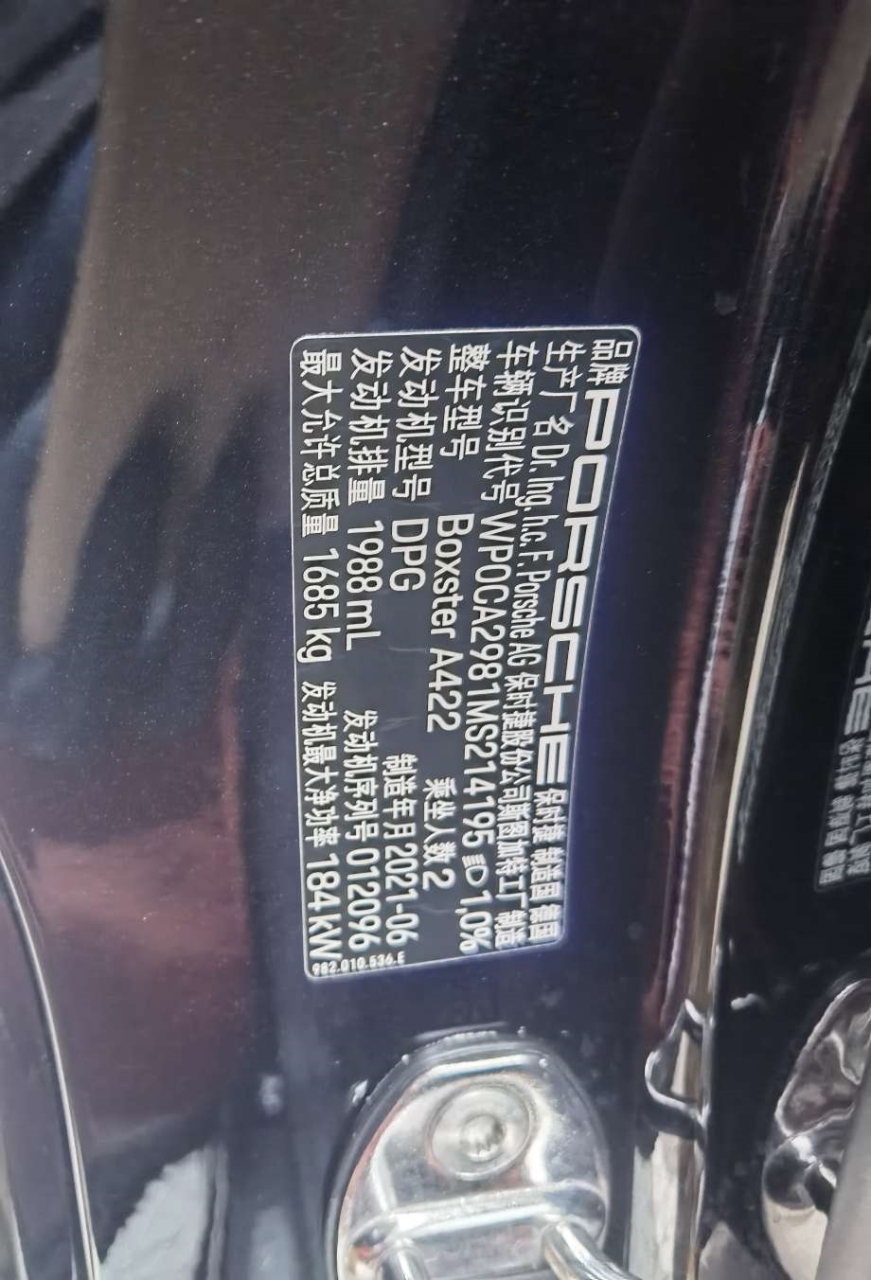 品牌 PORSCHE 保时捷 制造国 德国
生产厂名 Dr. Ing. h.c. F. Porsche AG 保时捷股份公司斯图加特工厂 制造
车辆识别代号 WP0CA2981MS214195 1,0%
整车型号 Boxster A422 乘坐人数 2
发动机型号 DPG 制造年月 2021-06
发动机排量 1988 mL 发动机序列号 012096
最大允许总质量 1685 kg 发动机最大净功率 184 kW
982.010.536.E